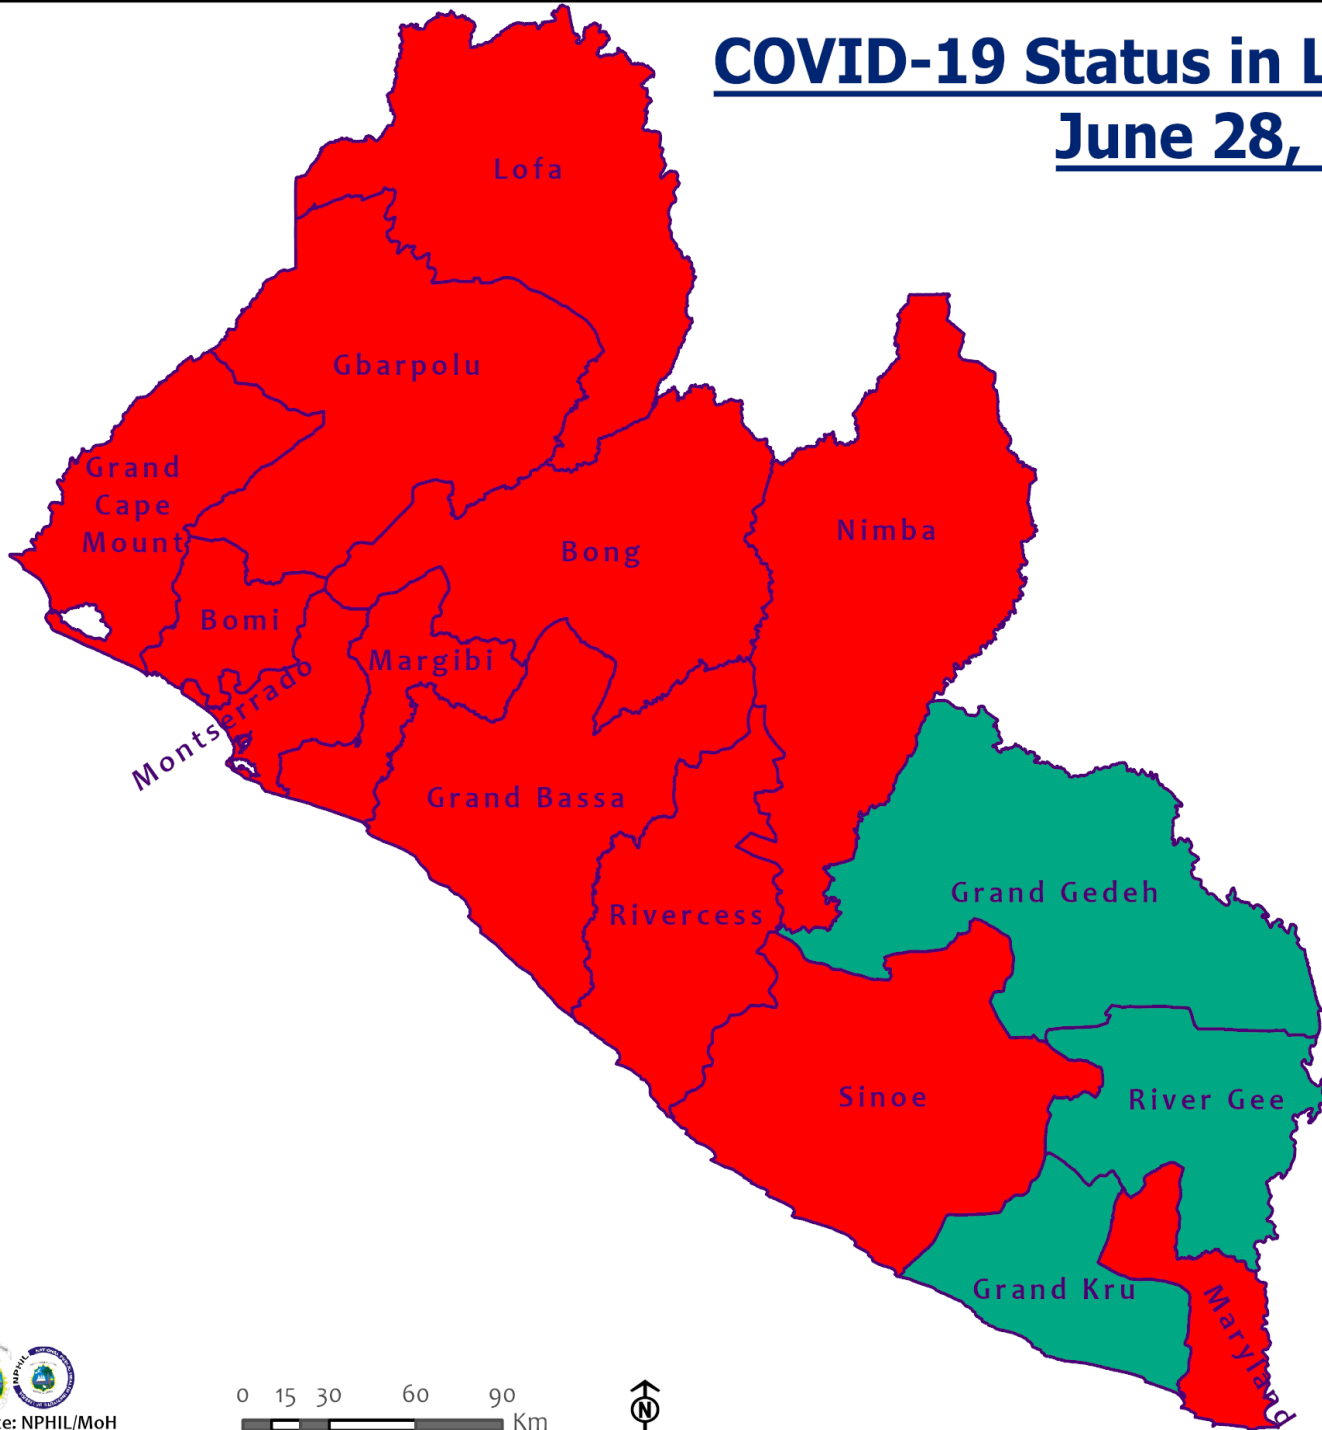 COVID-19 Status in L
June 28,
Lofa
Gbarpolu
Grand
Cape
Mount
Nimba
Bong
Bomi
Margibi
Montserrado
Grand Bassa
Grand Gedeh
Rivercess
Sinoe
River Gee
Grand Kru
Maryland
0 15 30 60 90
Km
N
NPHIL
e: NPHIL/MoH